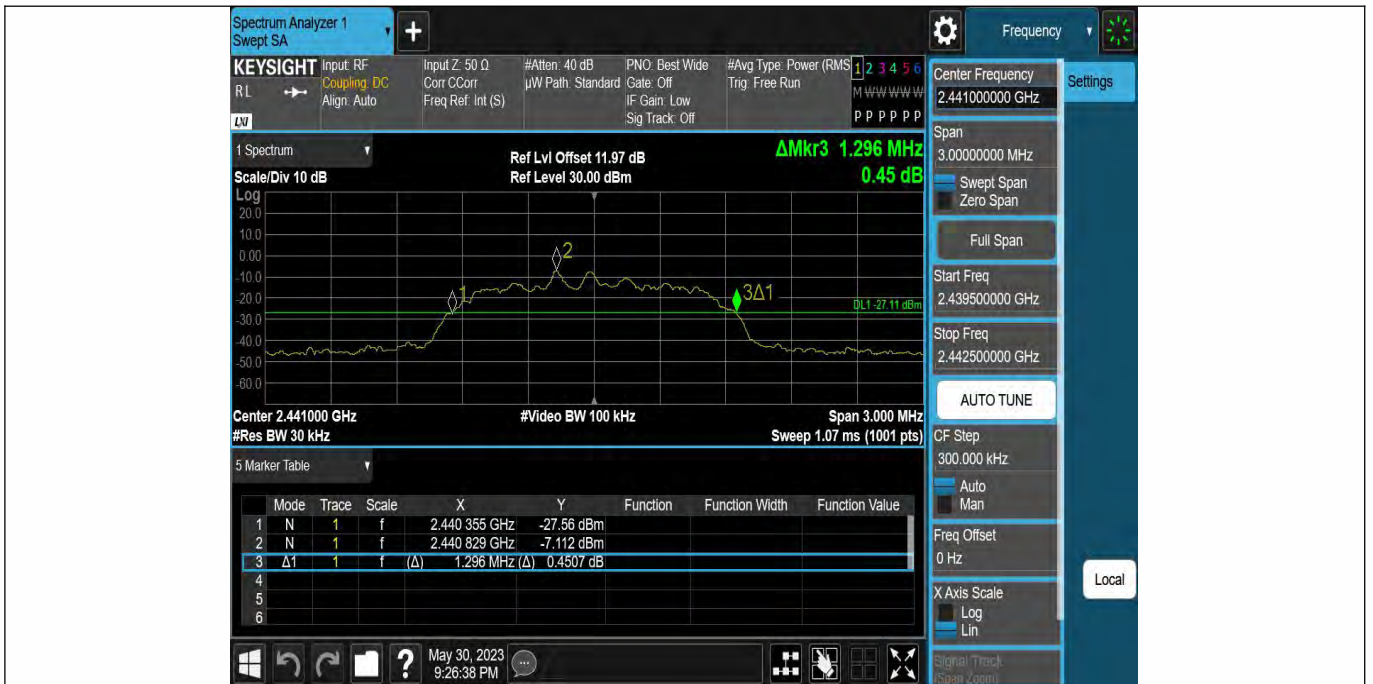 Spectrum Analyzer 1
Swept SA
+
Frequency
KEYSIGHT
RL
LXI
Input: RF
Coupling: DC
Align: Auto
Input Z: 50 Ω
Corr CCorr
Freq Ref: Int (S)
#Atten: 40 dB
µW Path: Standard
PNO: Best Wide
Gate: Off
IF Gain: Low
Sig Track: Off
#Avg Type: Power (RMS
Trig: Free Run
1 2 3 4 5 6
M W W W W W
P P P P P P
1 Spectrum
Scale/Div 10 dB
Ref Lvl Offset 11.97 dB
Ref Level 30.00 dBm
ΔMkr3 1.296 MHz
0.45 dB
Log
20.0
10.0
0.00
-10.0
-20.0
-30.0
-40.0
-50.0
-60.0
1
2
3Δ1
DL1 -27.11 dBm
Center 2.441000 GHz
#Video BW 100 kHz
Span 3.000 MHz
#Res BW 30 kHz
Sweep 1.07 ms (1001 pts)
5 Marker Table
Mode Trace Scale X Y Function Function Width Function Value
1 N 1 f 2.440 355 GHz -27.56 dBm
2 N 1 f 2.440 829 GHz -7.112 dBm
3 Δ1 1 f (Δ) 1.296 MHz (Δ) 0.4507 dB
4
5
6
?
May 30, 2023
9:26:38 PM
Center Frequency
2.441000000 GHz
Settings
Span
3.00000000 MHz
Swept Span
Zero Span
Full Span
Start Freq
2.439500000 GHz
Stop Freq
2.442500000 GHz
AUTO TUNE
CF Step
300.000 kHz
Auto
Man
Freq Offset
0 Hz
X Axis Scale
Log
Lin
Signal Track
(Span Zoom)
Local